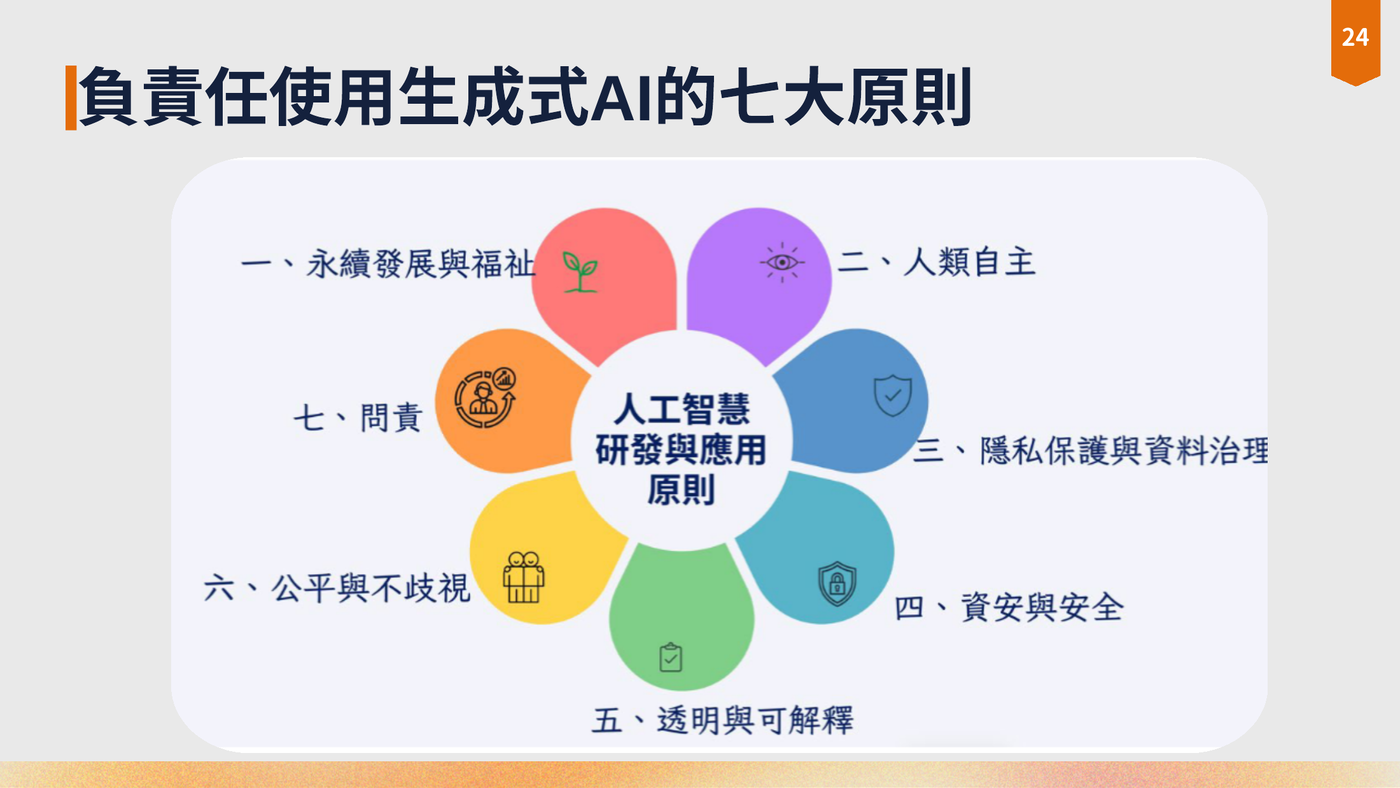 24
負責任使用生成式AI的七大原則
一、永續發展與福祉
二、人類自主
三、隱私保護與資料治理
四、資安與安全
五、透明與可解釋
六、公平與不歧視
七、問責
人工智慧
研發與應用
原則